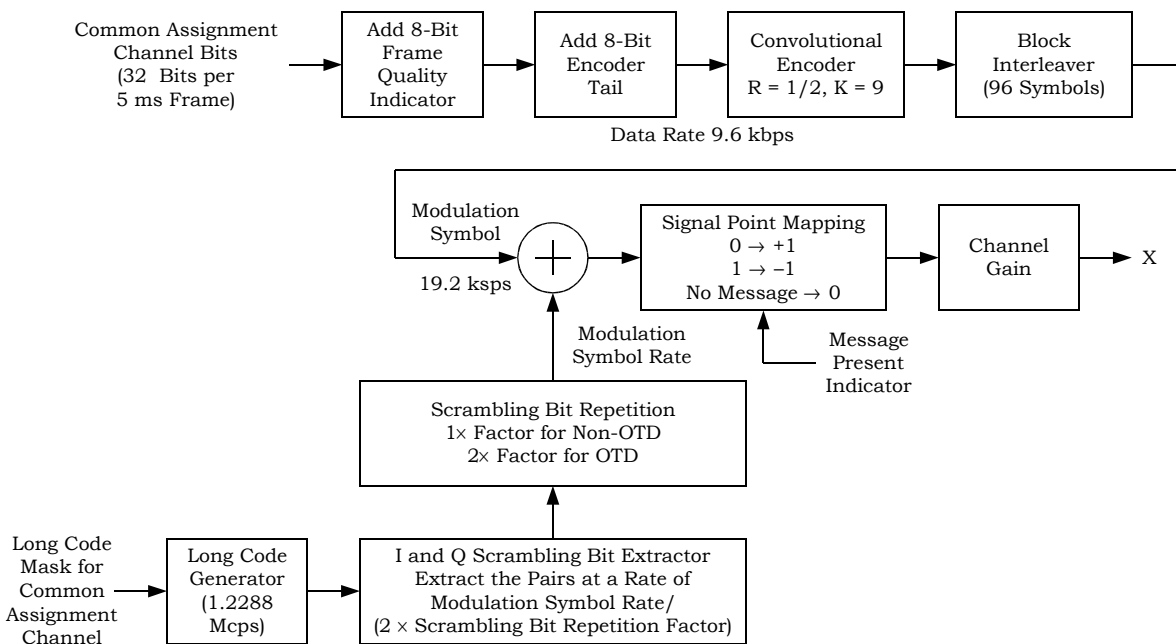 Common Assignment
Channel Bits
(32 Bits per
5 ms Frame)
Add 8-Bit
Frame
Quality
Indicator
Add 8-Bit
Encoder
Tail
Convolutional
Encoder
R = 1/2, K = 9
Block
Interleaver
(96 Symbols)
Data Rate 9.6 kbps
Modulation
Symbol
19.2 ksps
Signal Point Mapping
0 → +1
1 → –1
No Message → 0
Channel
Gain
X
Modulation
Symbol Rate
Message
Present
Indicator
Scrambling Bit Repetition
1× Factor for Non-OTD
2× Factor for OTD
Long Code
Mask for
Common
Assignment
Channel
Long Code
Generator
(1.2288
Mcps)
I and Q Scrambling Bit Extractor
Extract the Pairs at a Rate of
Modulation Symbol Rate/
(2 × Scrambling Bit Repetition Factor)